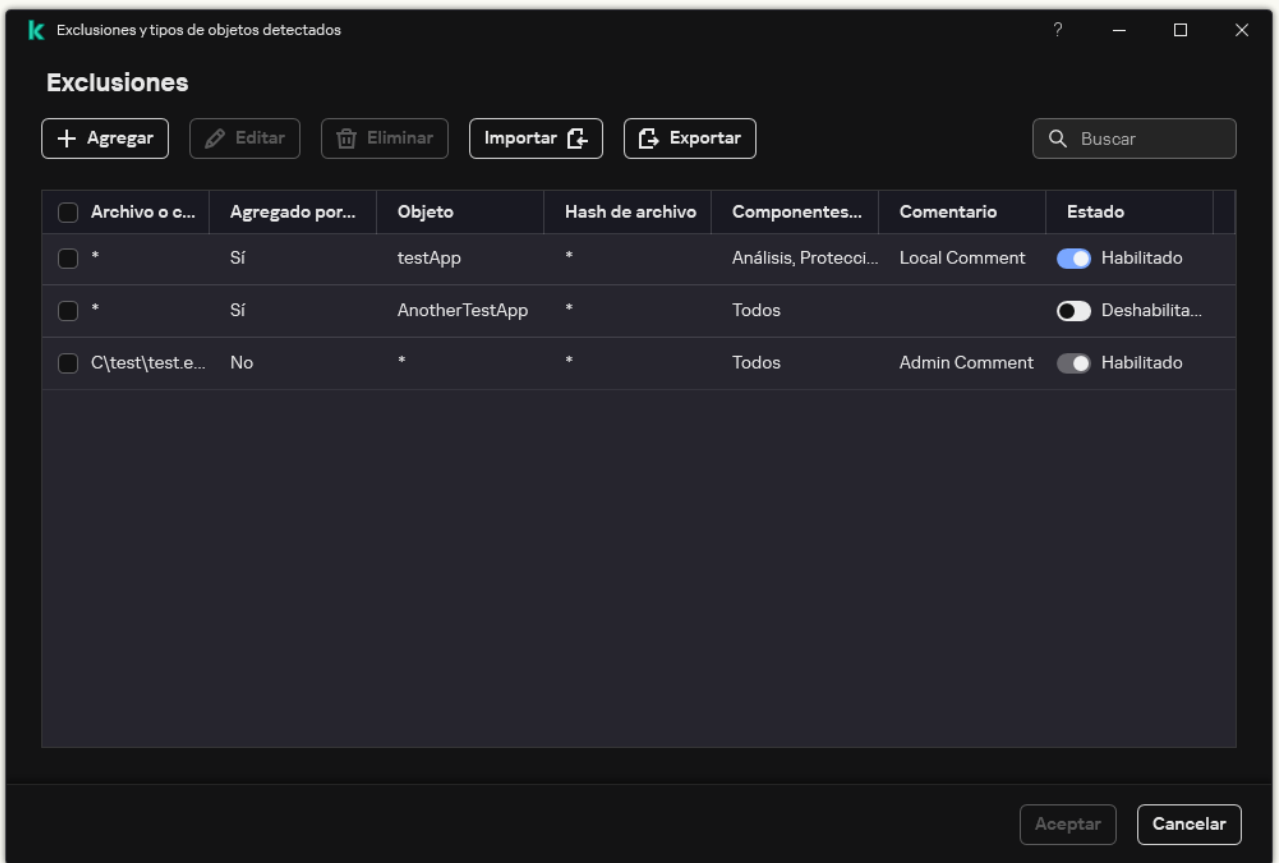 Exclusiones y tipos de objetos detectados ?
Exclusiones
Agregar Editar Eliminar Importar Exportar Buscar
Archivo o c... Agregado por... Objeto Hash de archivo Componentes... Comentario Estado
* Sí testApp * Análisis, Protecci... Local Comment Habilitado
* Sí AnotherTestApp * Todos Deshabilita...
C\test\test.e... No * * Todos Admin Comment Habilitado
Aceptar Cancelar